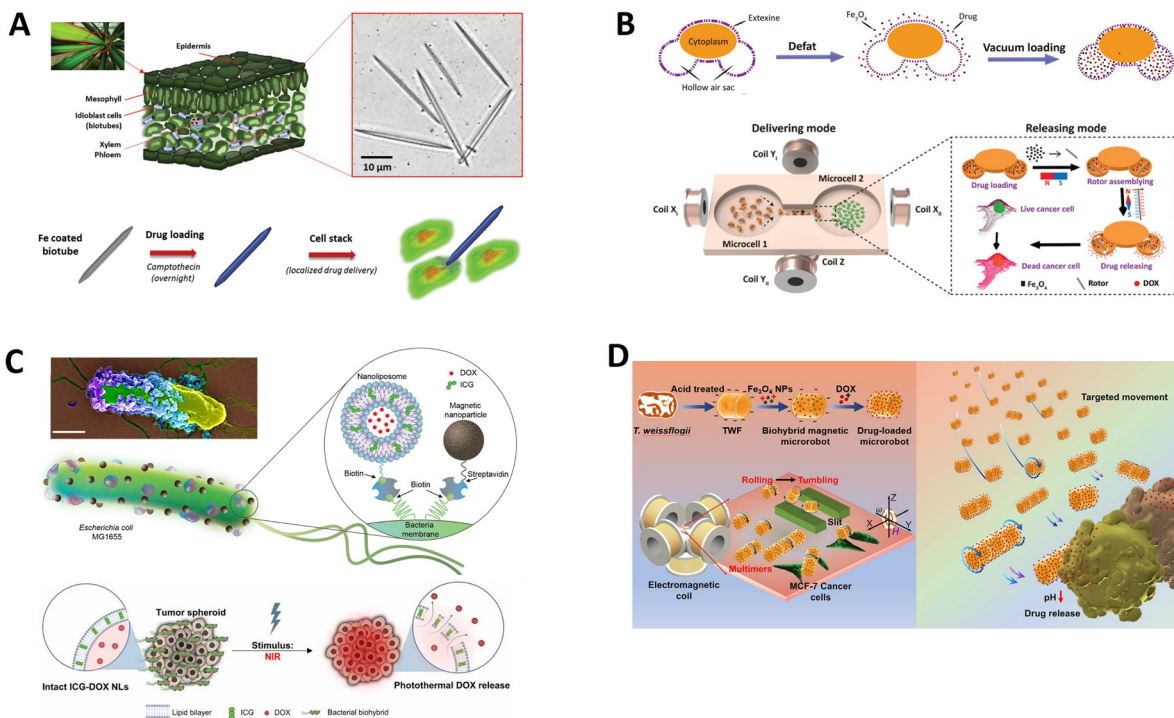 A
Epidermis
Mesophyll
Idioblast cells
(biotubes)
Xylem
Phloem
10 µm
Fe coated
biotube
Drug loading
Camptothecin
(overnight)
Cell stack
(localized drug delivery)
B
Extexine
Cytoplasm
Hollow air sac
Defat
Fe3O4
Drug
Vacuum loading
Delivering mode
Coil YI
Coil XI
Microcell 1
Microcell 2
Coil XII
Coil Z
Coil YII
Releasing mode
Drug loading
N S
Rotor assemblying
N
S
Live cancer cell
Dead cancer cell
Drug releasing
Fe3O4
Rotor
DOX
C
Nanoliposome
DOX
ICG
Magnetic
nanoparticle
Biotin
Biotin
Streptavidin
Bacteria
membrane
Escherichia coli
MG1655
Tumor spheroid
Stimulus:
NIR
Intact ICG-DOX NLs
Photothermal DOX release
Lipid bilayer
ICG
DOX
Bacterial biohybrid
D
Acid treated
Fe3O4 NPs
DOX
T. weissflogii
TWF
Biohybrid magnetic
microrobot
Drug-loaded
microrobot
Rolling
Tumbling
Slit
Z
ω
X
Y
H
Multimers
Electromagnetic
coil
MCF-7 Cancer
cells
Targeted movement
pH
Drug release